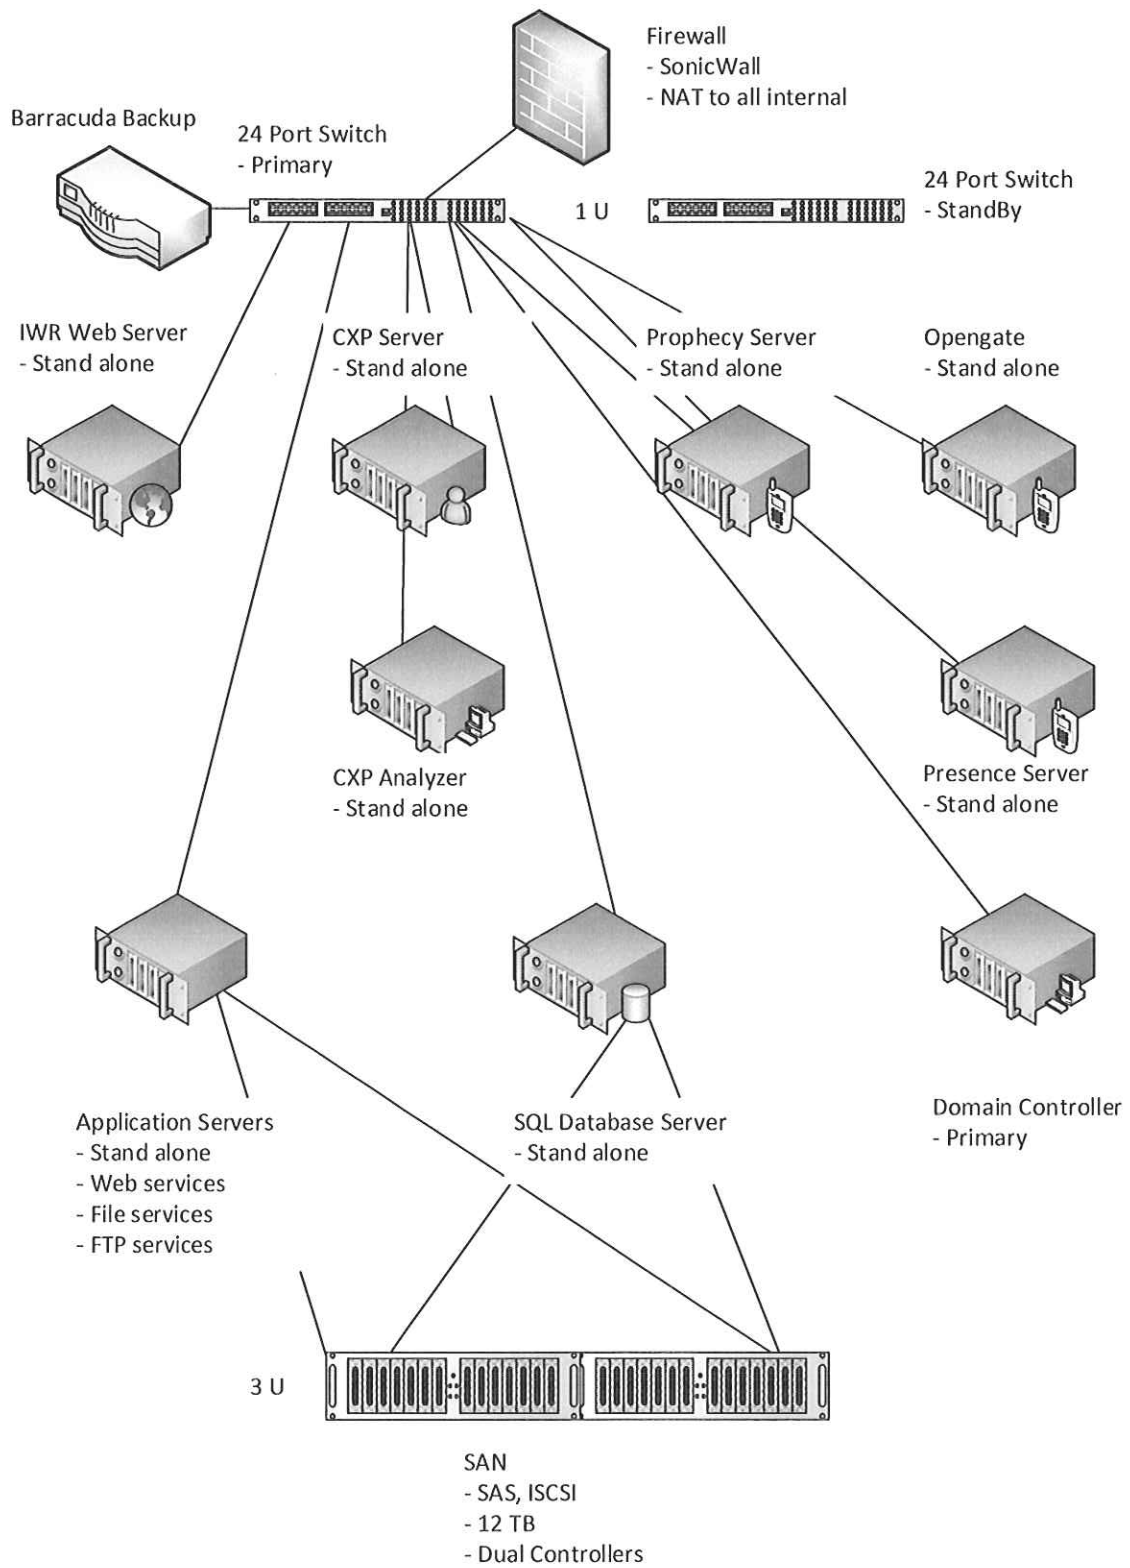 Firewall
- SonicWall
- NAT to all internal
Barracuda Backup
24 Port Switch
- Primary
1 U
24 Port Switch
- StandBy
IWR Web Server
- Stand alone
CXP Server
- Stand alone
Prophecy Server
- Stand alone
Opengate
- Stand alone
CXP Analyzer
- Stand alone
Presence Server
- Stand alone
Application Servers
- Stand alone
- Web services
- File services
- FTP services
SQL Database Server
- Stand alone
Domain Controller
- Primary
3 U
SAN
- SAS, ISCSI
- 12 TB
- Dual Controllers